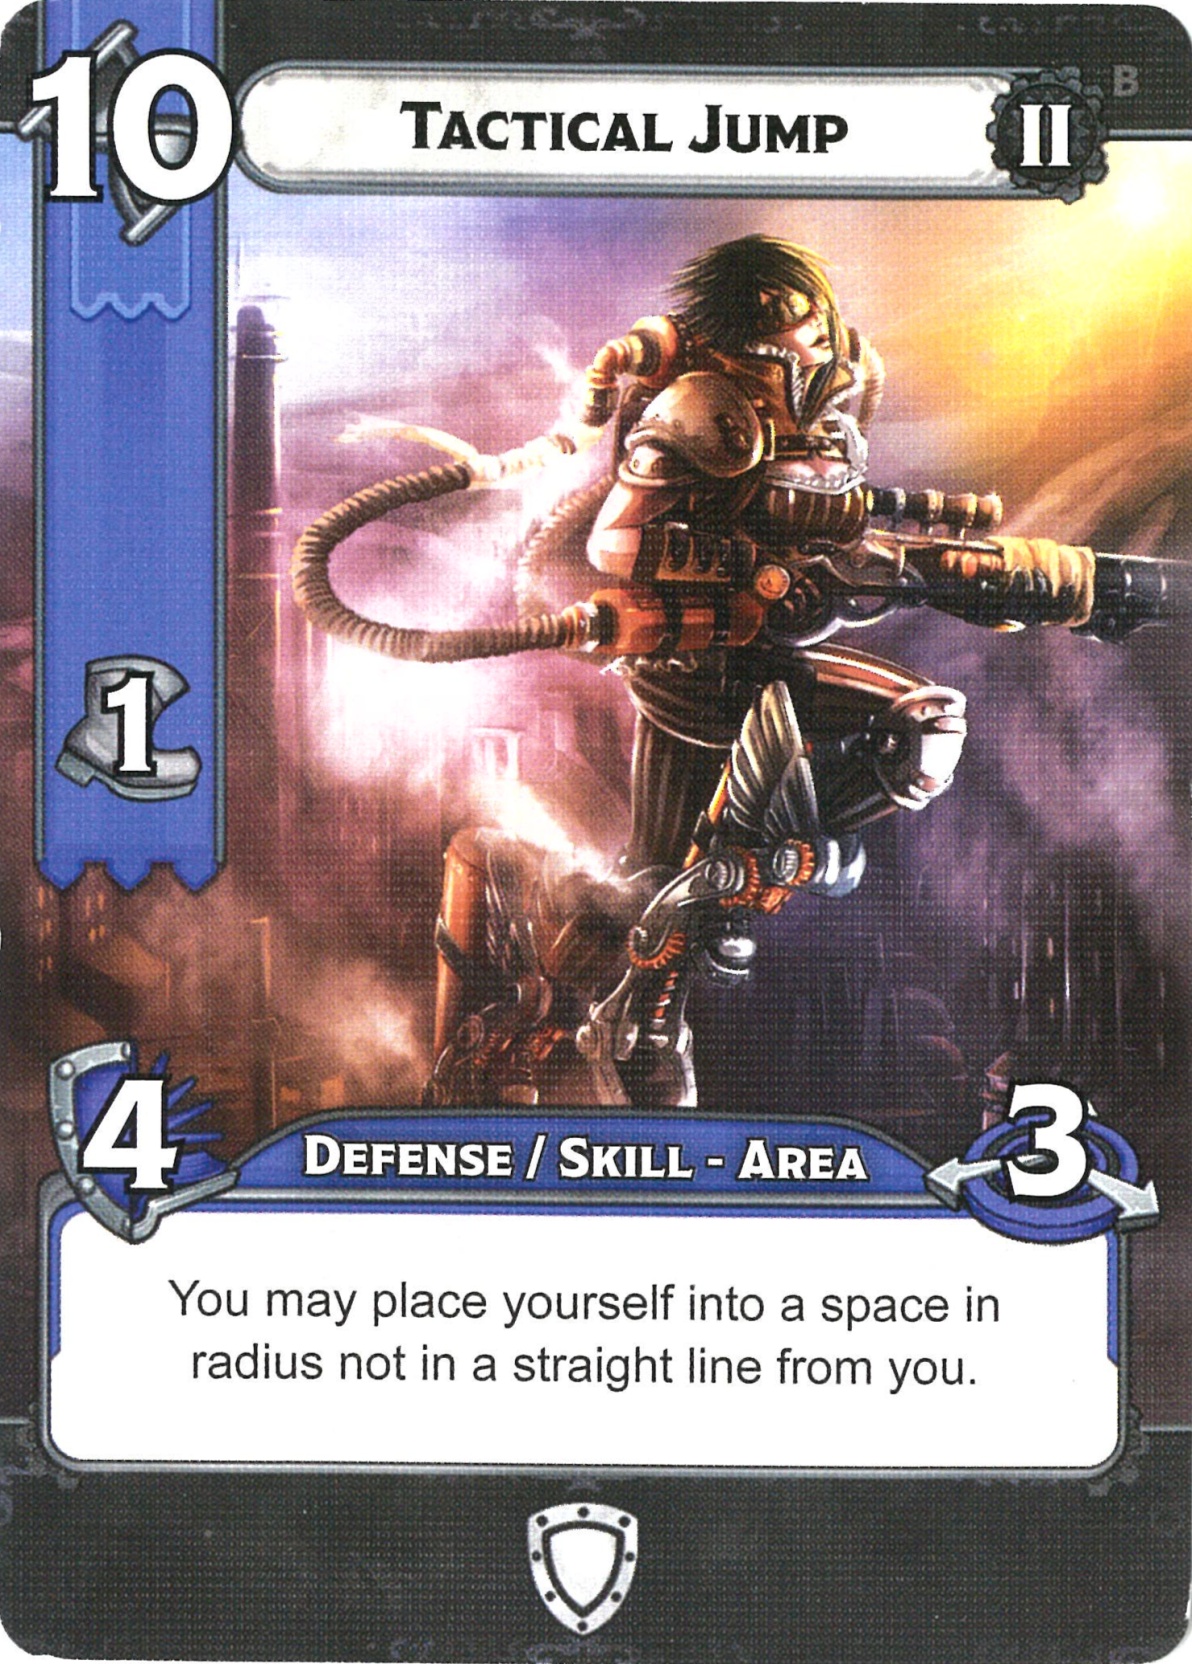 10
TACTICAL JUMP
II
B
1
4
DEFENSE / SKILL - AREA
3
You may place yourself into a space in
radius not in a straight line from you.